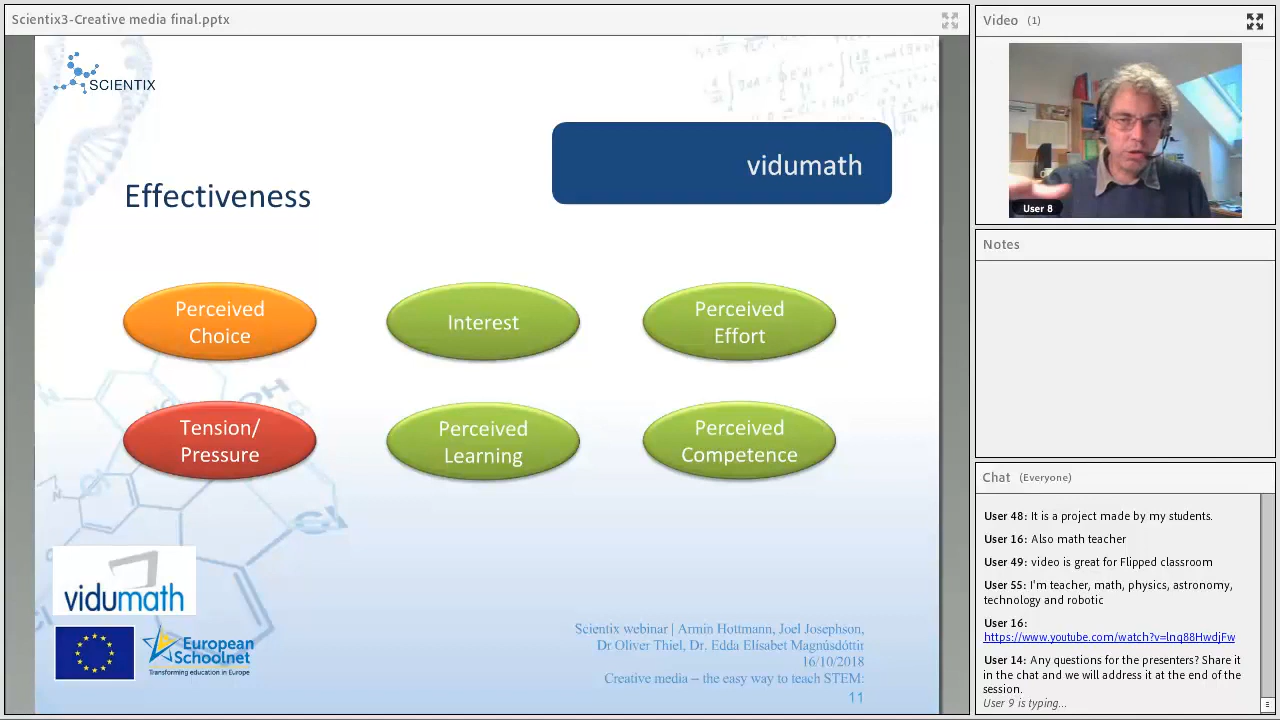 Scientix3-Creative media final.pptx
SCIENTIX
vidumath
Effectiveness
Perceived
Choice
Interest
Perceived
Effort
Tension/
Pressure
Perceived
Learning
Perceived
Competence
vidumath
European
Schoolnet
Transforming education in Europe
Scientix webinar | Armin Hottmann, Joel Josephson,
Dr Oliver Thiel, Dr. Edda Elísabet Magnúsdóttir
16/10/2018
Creative media – the easy way to teach STEM:
11
Video (1)
User 8
Notes
Chat (Everyone)
User 48: It is a project made by my students.
User 16: Also math teacher
User 49: video is great for Flipped classroom
User 55: I'm teacher, math, physics, astronomy,
technology and robotic
User 16:
https://www.youtube.com/watch?v=lnq88HwdjFw
User 14: Any questions for the presenters? Share it
in the chat and we will address it at the end of the
session.
User 9 is typing...